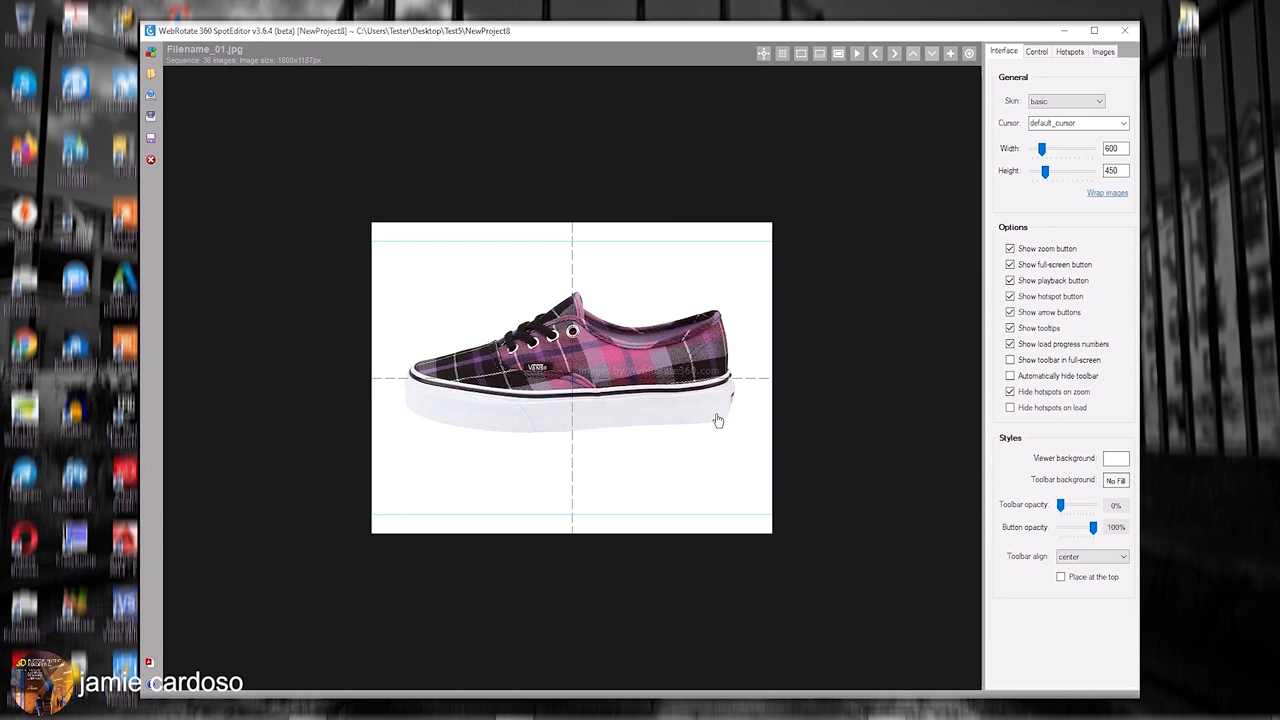 WebRotate 360 SpotEditor v3.6.4 (beta) [NewProject8] ~ C:\Users\Tester\Desktop\Test5\NewProject8
Filename_01.jpg
Sequence: 36 images; Image size: 1800x1187px
Interface
Control
Hotspots
Images
General
Skin: basic
Cursor: default_cursor
Width: 600
Height: 450
Wrap images
Options
Show zoom button
Show full-screen button
Show playback button
Show hotspot button
Show arrow buttons
Show tooltips
Show load progress numbers
Show toolbar in full-screen
Automatically hide toolbar
Hide hotspots on zoom
Hide hotspots on load
Styles
Viewer background:
Toolbar background: No Fill
Toolbar opacity: 0%
Button opacity: 100%
Toolbar align: center
Place at the top
VANS
Images by WebRotate360.com
3D
jamie cardoso